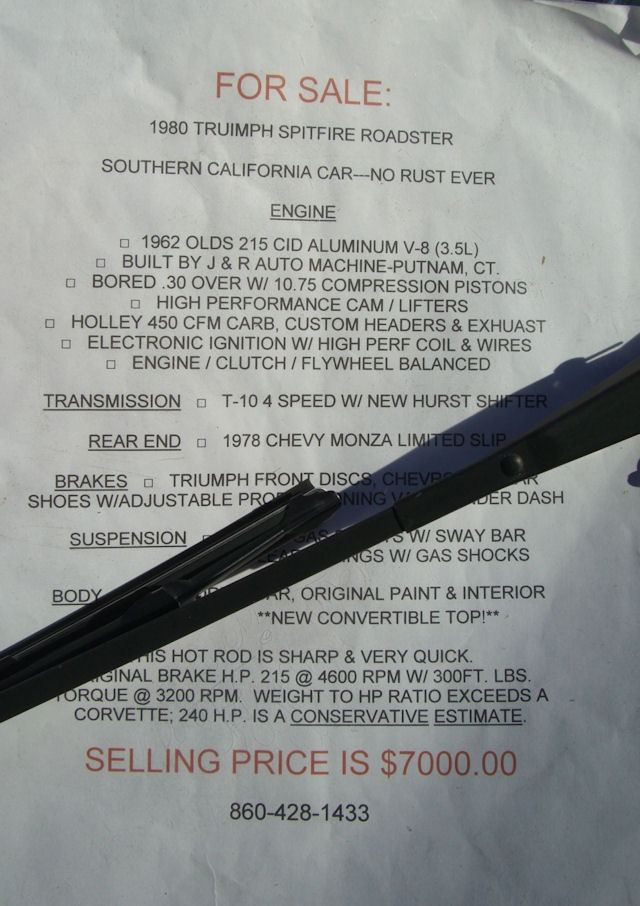 FOR SALE:
1980 TRUIMPH SPITFIRE ROADSTER
SOUTHERN CALIFORNIA CAR---NO RUST EVER
ENGINE
□ 1962 OLDS 215 CID ALUMINUM V-8 (3.5L)
□ BUILT BY J & R AUTO MACHINE-PUTNAM, CT.
□ BORED .30 OVER W/ 10.75 COMPRESSION PISTONS
□ HIGH PERFORMANCE CAM / LIFTERS
□ HOLLEY 450 CFM CARB, CUSTOM HEADERS & EXHUAST
□ ELECTRONIC IGNITION W/ HIGH PERF COIL & WIRES
□ ENGINE / CLUTCH / FLYWHEEL BALANCED
TRANSMISSION □ T-10 4 SPEED W/ NEW HURST SHIFTER
REAR END □ 1978 CHEVY MONZA LIMITED SLIP
BRAKES □ TRIUMPH FRONT DISCS,
SHOES W/ADJUSTABLE DASH
SUSPENSION □ GAS W/ SWAY BAR
W/ GAS SHOCKS
BODY ORIGINAL PAINT & INTERIOR
**NEW CONVERTIBLE TOP!**
THIS HOT ROD IS SHARP & VERY QUICK.
ORIGINAL BRAKE H.P. 215 @ 4600 RPM W/ 300FT. LBS.
TORQUE @ 3200 RPM. WEIGHT TO HP RATIO EXCEEDS A
CORVETTE; 240 H.P. IS A CONSERVATIVE ESTIMATE.
SELLING PRICE IS $7000.00
860-428-1433